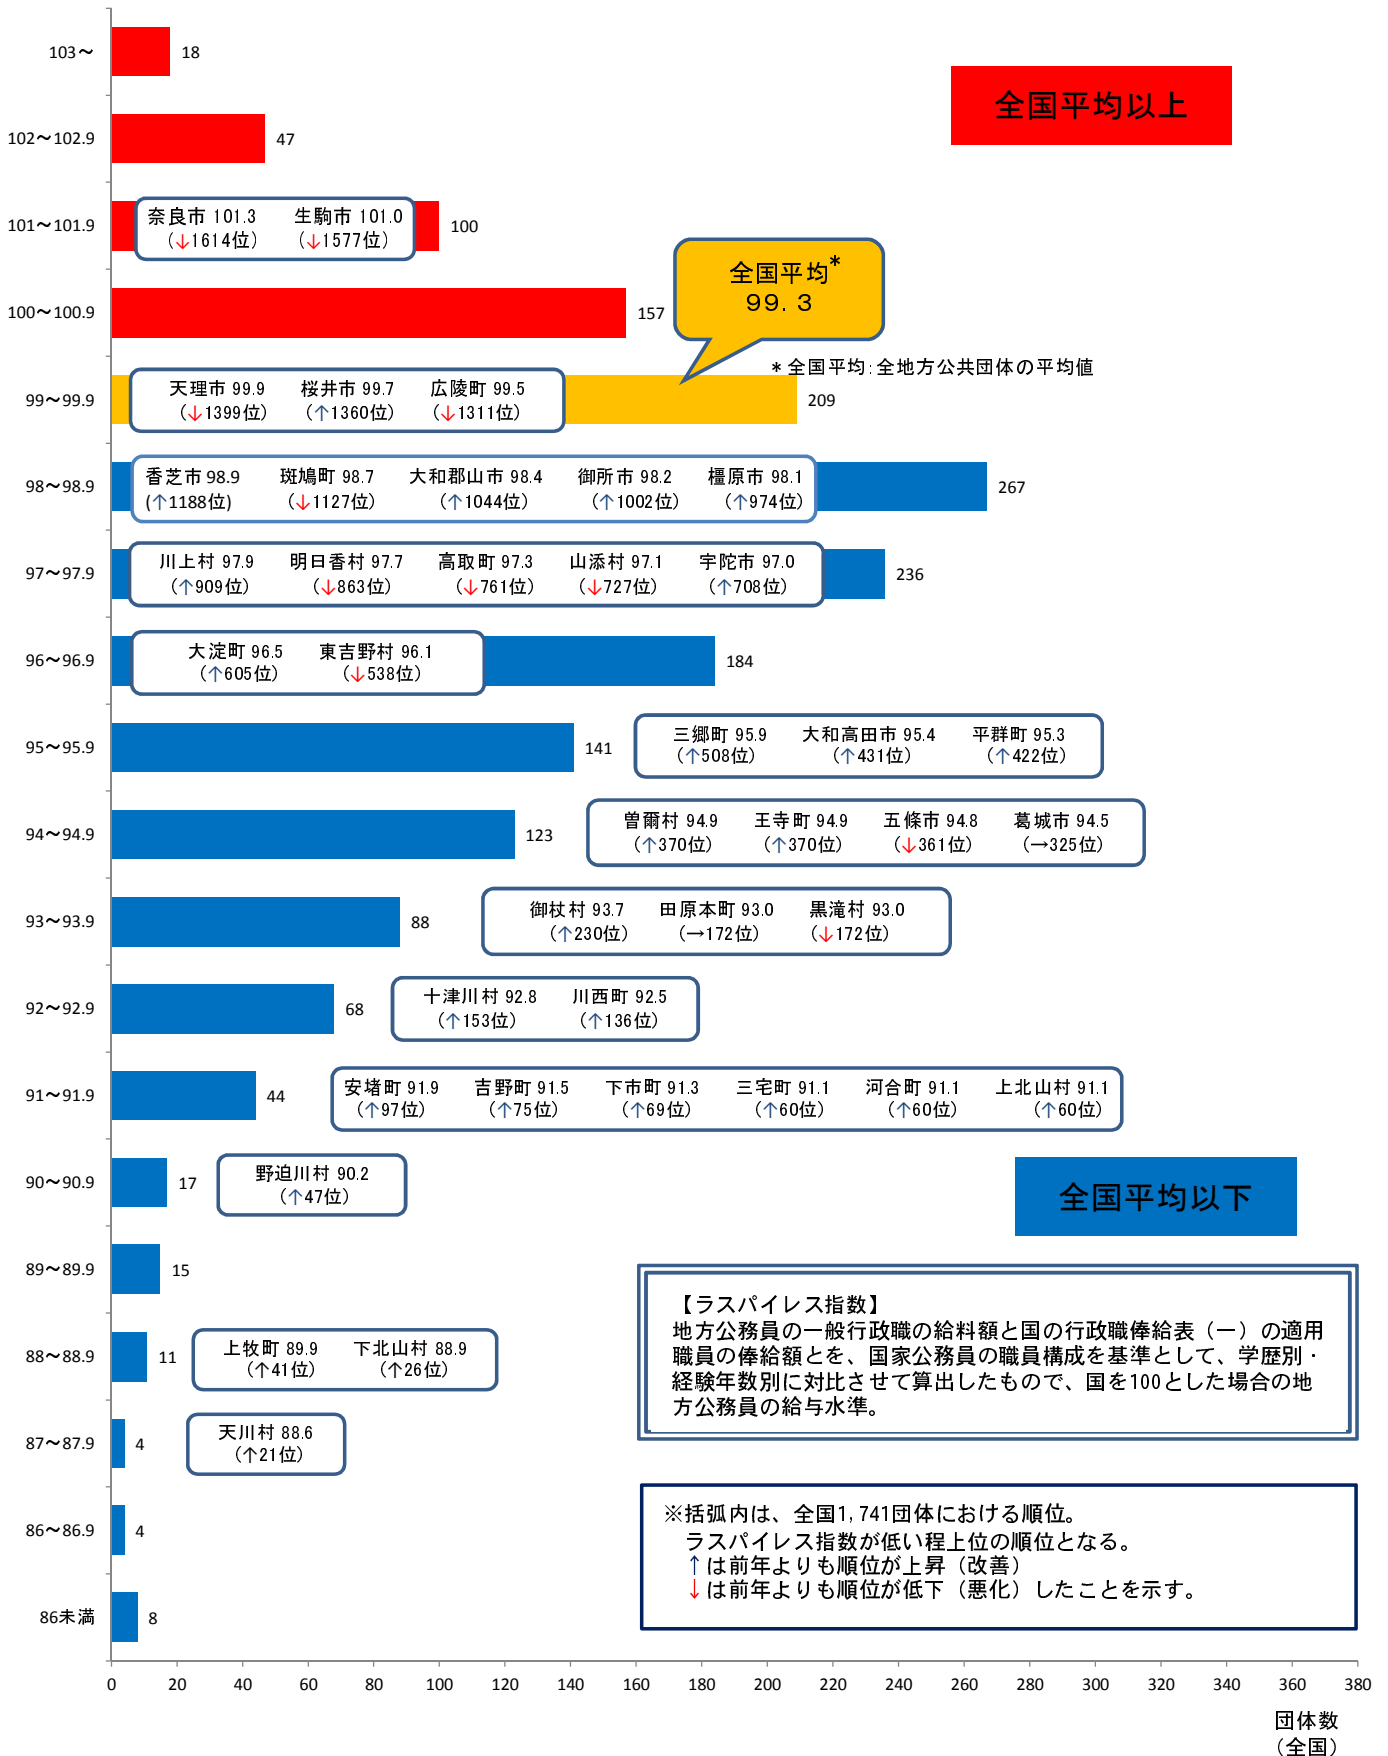 103～
18
全国平均以上
102～102.9
47
101～101.9
奈良市 101.3　生駒市 101.0
（↓1614位）　（↓1577位）
100
全国平均*
９９．３
100～100.9
157
＊全国平均：全地方公共団体の平均値
99～99.9
天理市 99.9　桜井市 99.7　広陵町 99.5
（↓1399位）　（↑1360位）　（↓1311位）
209
98～98.9
香芝市 98.9　斑鳩町 98.7　大和郡山市 98.4　御所市 98.2　橿原市 98.1
(↑1188位)　（↓1127位）　（↑1044位）　（↑1002位）　（↑974位）
267
97～97.9
川上村 97.9　明日香村 97.7　高取町 97.3　山添村 97.1　宇陀市 97.0
（↑909位）　（↓863位）　（↓761位）　（↓727位）　（↑708位）
236
96～96.9
大淀町 96.5　東吉野村 96.1
（↑605位）　（↓538位）
184
95～95.9
141
三郷町 95.9　大和高田市 95.4　平群町 95.3
（↑508位）　（↑431位）　（↑422位）
94～94.9
123
曽爾村 94.9　王寺町 94.9　五條市 94.8　葛城市 94.5
（↑370位）　（↑370位）　（↓361位）　（→325位）
93～93.9
88
御杖村 93.7　田原本町 93.0　黒滝村 93.0
（↑230位）　（→172位）　（↓172位）
92～92.9
68
十津川村 92.8　川西町 92.5
（↑153位）　（↑136位）
91～91.9
44
安堵町 91.9　吉野町 91.5　下市町 91.3　三宅町 91.1　河合町 91.1　上北山村 91.1
（↑97位）　（↑75位）　（↑69位）　（↑60位）　（↑60位）　（↑60位）
90～90.9
17
野迫川村 90.2
（↑47位）
全国平均以下
89～89.9
15
【ラスパイレス指数】
地方公務員の一般行政職の給料額と国の行政職俸給表（一）の適用
職員の俸給額とを、国家公務員の職員構成を基準として、学歴別・
経験年数別に対比させて算出したもので、国を100とした場合の地
方公務員の給与水準。
88～88.9
11
上牧町 89.9　下北山村 88.9
（↑41位）　（↑26位）
87～87.9
4
天川村 88.6
（↑21位）
86～86.9
4
※括弧内は、全国1,741団体における順位。
ラスパイレス指数が低い程上位の順位となる。
↑は前年よりも順位が上昇（改善）
↓は前年よりも順位が低下（悪化）したことを示す。
86未満
8
0 20 40 60 80 100 120 140 160 180 200 220 240 260 280 300 320 340 360 380
団体数
（全国）